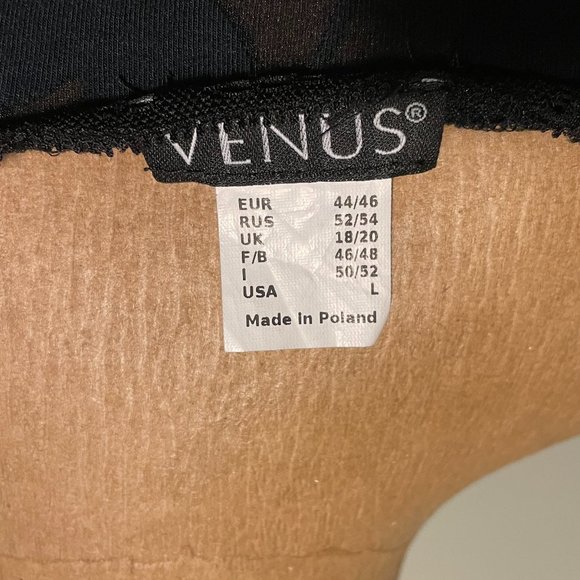 VENUS®
EUR 44/46
RUS 52/54
UK 18/20
F/B 46/48
I 50/52
USA L
Made in Poland